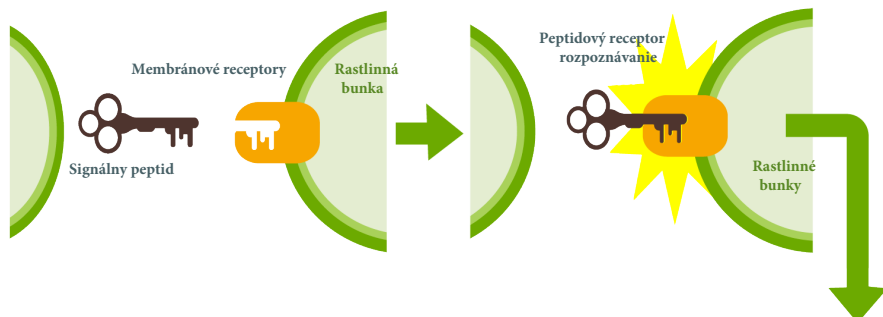 Membránové receptory
Rastlinná
bunka
Signálny peptid
Peptidový receptor
rozpoznávanie
Rastlinné
bunky